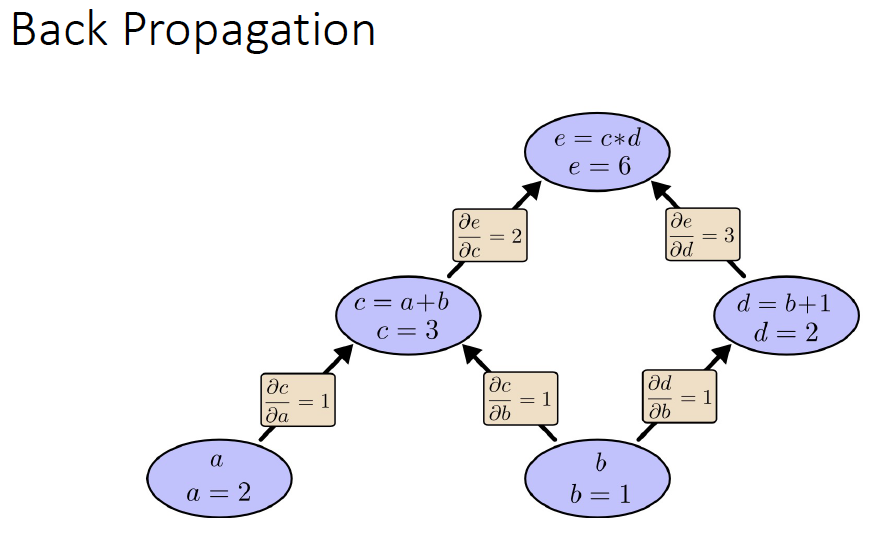 Back Propagation
e = c*d
e = 6
∂e/∂c = 2
∂e/∂d = 3
c = a+b
c = 3
d = b+1
d = 2
∂c/∂a = 1
∂c/∂b = 1
∂d/∂b = 1
a
a = 2
b
b = 1